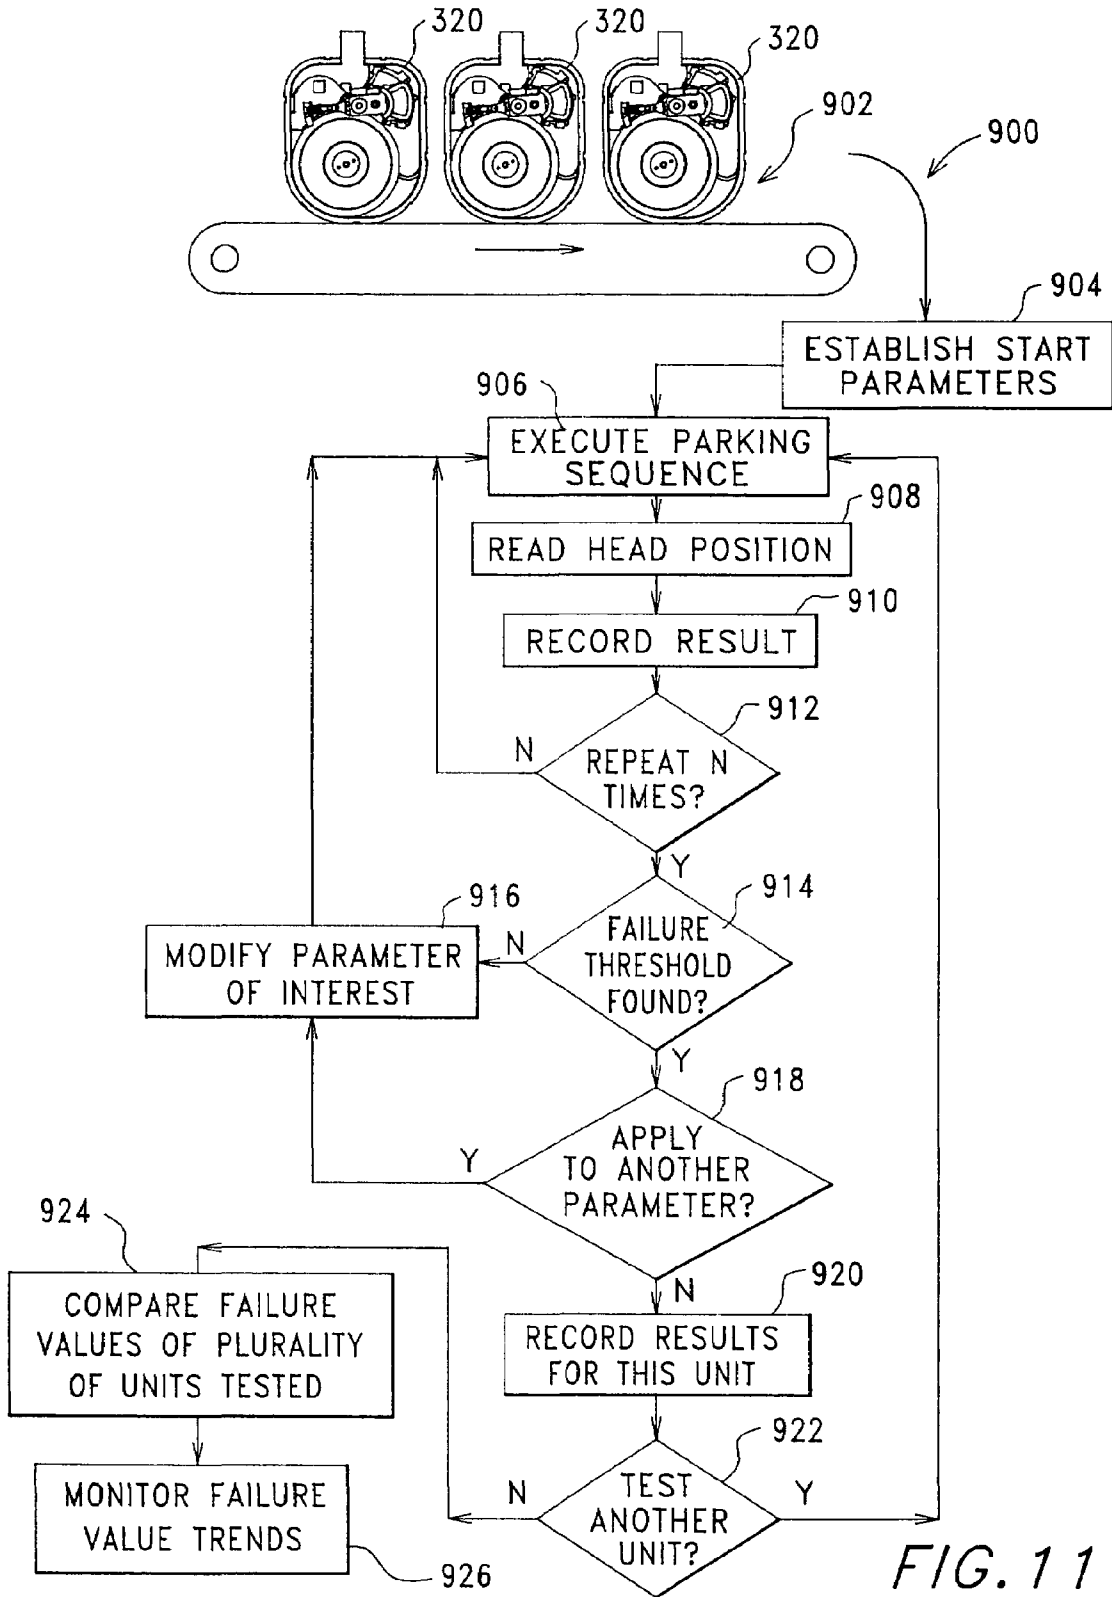 320
320
320
902
900
904
ESTABLISH START
PARAMETERS
906
EXECUTE PARKING
SEQUENCE
908
READ HEAD POSITION
910
RECORD RESULT
912
N
REPEAT N
TIMES?
Y
914
916
FAILURE
THRESHOLD
FOUND?
N
MODIFY PARAMETER
OF INTEREST
Y
918
APPLY
TO ANOTHER
PARAMETER?
Y
N
920
RECORD RESULTS
FOR THIS UNIT
922
TEST
ANOTHER
UNIT?
N
Y
924
COMPARE FAILURE
VALUES OF PLURALITY
OF UNITS TESTED
MONITOR FAILURE
VALUE TRENDS
926
FIG. 11